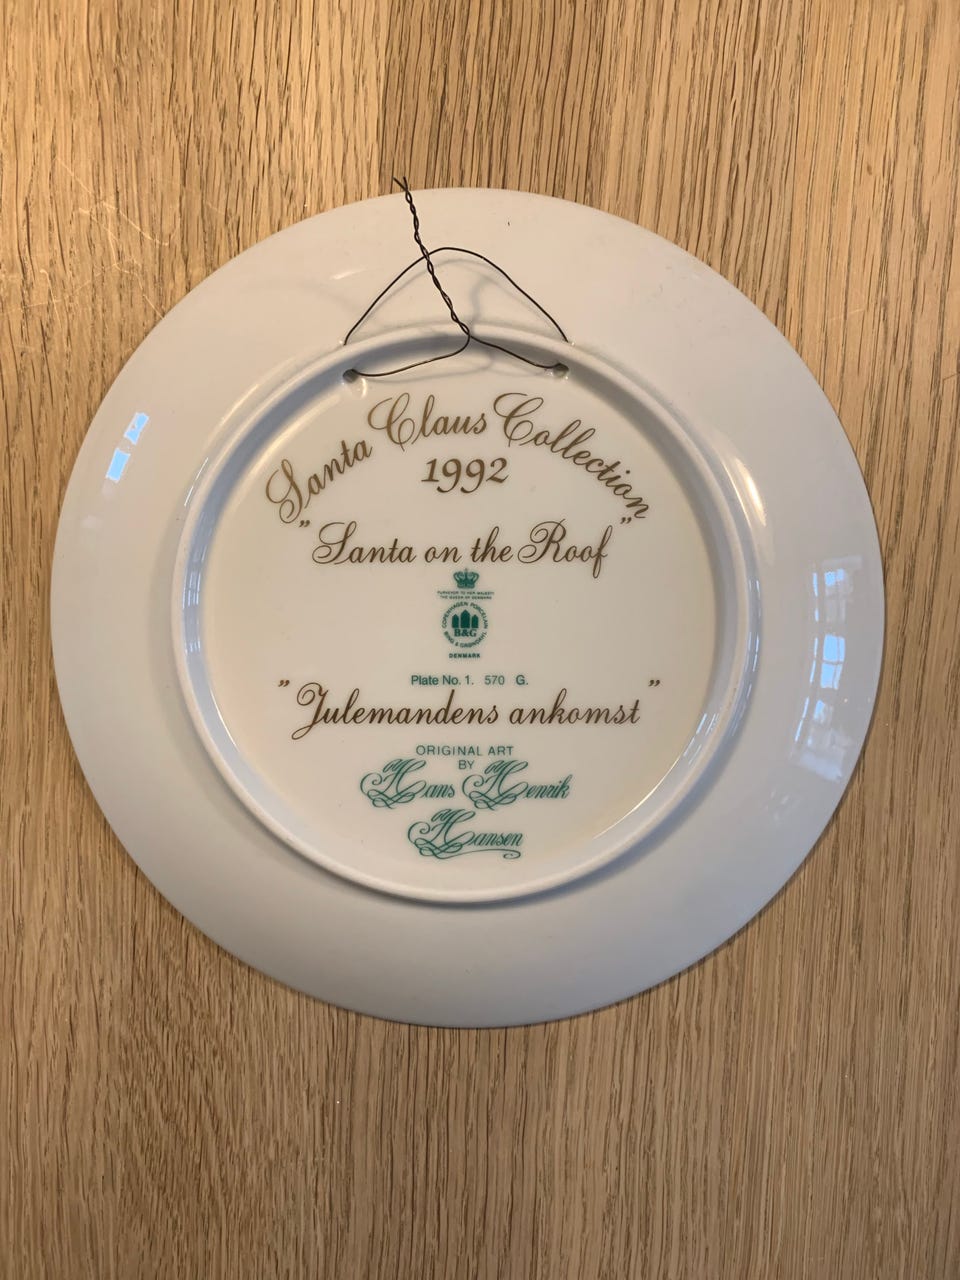 Santa Claus Collection
1992
"Santa on the Roof"
PURVEYOR TO HER MAJESTY
THE QUEEN OF DENMARK
COPENHAGEN PORCELAIN
B&G
BING & GRØNDAHL
DENMARK
Plate No. 1. 570 G.
"Julemandens ankomst"
ORIGINAL ART
BY
Hans Henrik
Hansen